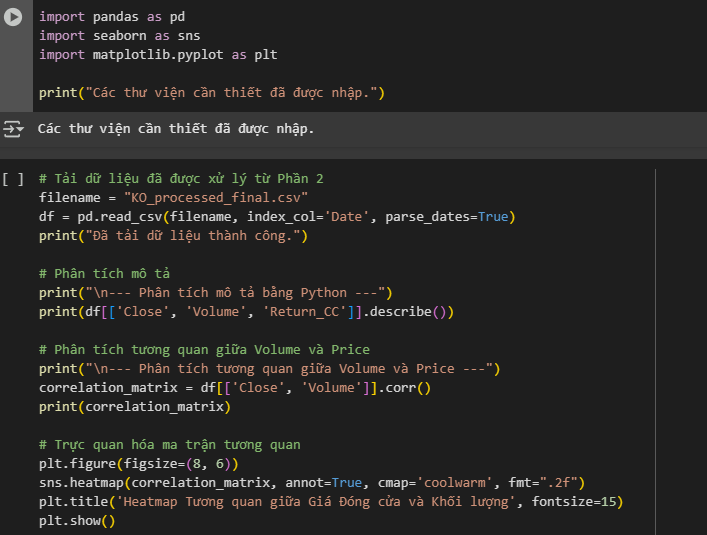 import pandas as pd
import seaborn as sns
import matplotlib.pyplot as plt
print("Các thư viện cần thiết đã được nhập.")
Các thư viện cần thiết đã được nhập.
[ ] # Tải dữ liệu đã được xử lý từ Phần 2
filename = "KO_processed_final.csv"
df = pd.read_csv(filename, index_col='Date', parse_dates=True)
print("Đã tải dữ liệu thành công.")
# Phân tích mô tả
print("\n--- Phân tích mô tả bằng Python ---")
print(df[['Close', 'Volume', 'Return_CC']].describe())
# Phân tích tương quan giữa Volume và Price
print("\n--- Phân tích tương quan giữa Volume và Price ---")
correlation_matrix = df[['Close', 'Volume']].corr()
print(correlation_matrix)
# Trực quan hóa ma trận tương quan
plt.figure(figsize=(8, 6))
sns.heatmap(correlation_matrix, annot=True, cmap='coolwarm', fmt=".2f")
plt.title('Heatmap Tương quan giữa Giá Đóng cửa và Khối lượng', fontsize=15)
plt.show()